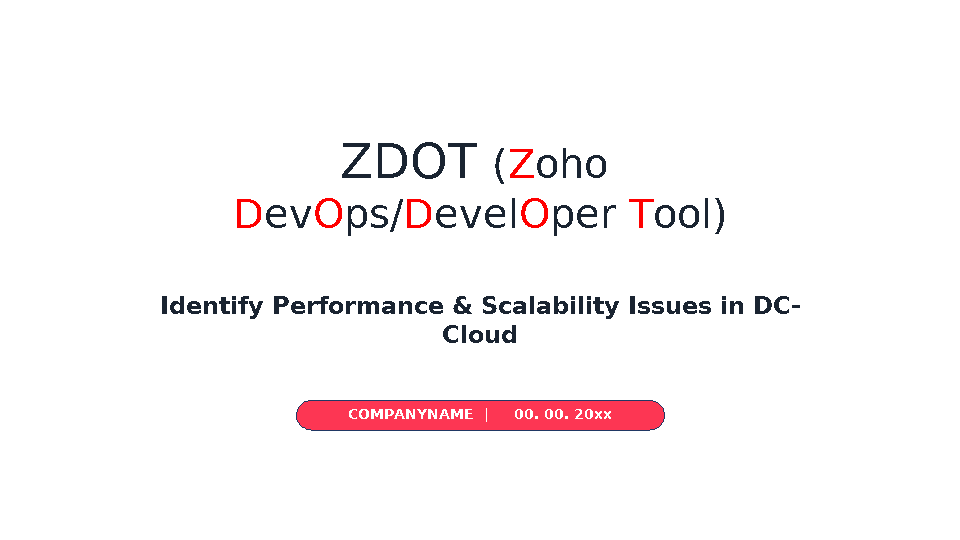 ZDOT (Zoho
DevOps/DevelOper Tool)
Identify Performance & Scalability Issues in DC-
Cloud
COMPANYNAME | 00. 00. 20xx